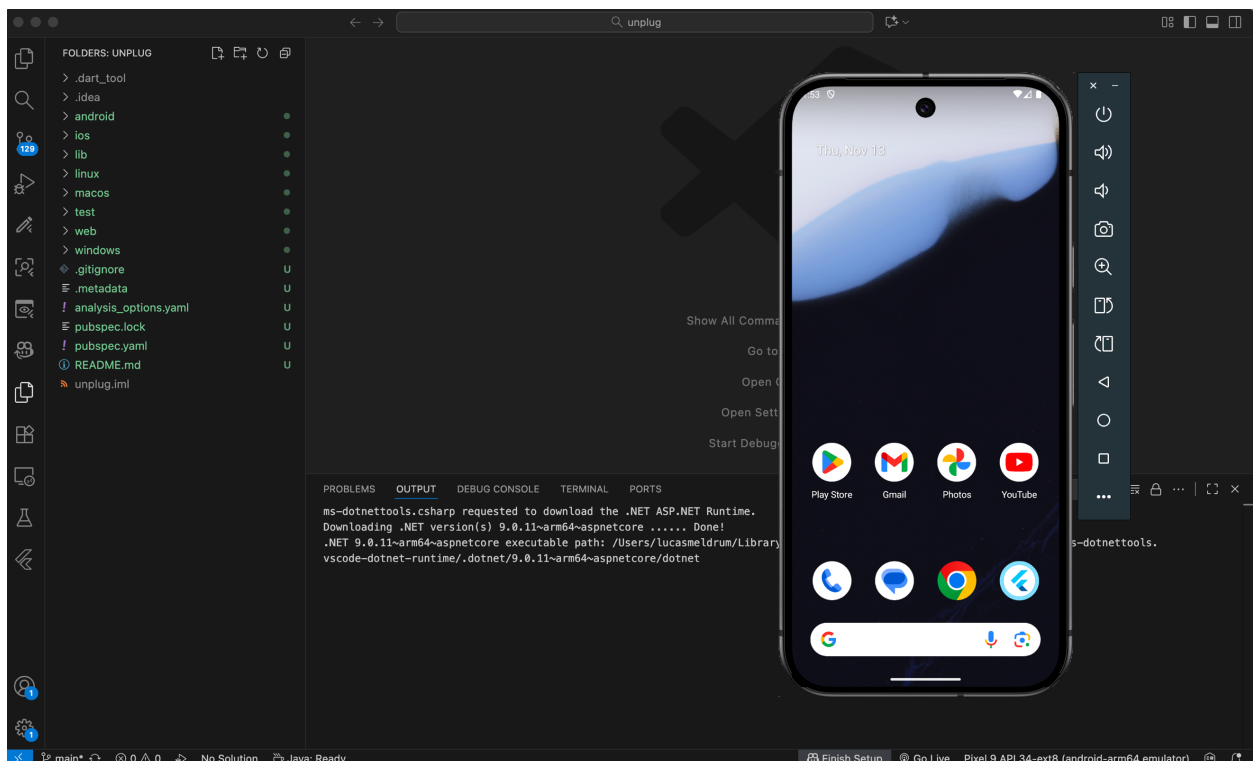 unplug
FOLDERS: UNPLUG
.dart_tool
.idea
android
ios
lib
linux
macos
test
web
windows
.gitignore
U
.metadata
U
analysis_options.yaml
U
pubspec.lock
U
pubspec.yaml
U
README.md
U
unplug.iml
129
1
1
Show All Comma
Go to
Open
Open Sett
Start Debug
PROBLEMS OUTPUT DEBUG CONSOLE TERMINAL PORTS
ms-dotnettools.csharp requested to download the .NET ASP.NET Runtime.
Downloading .NET version(s) 9.0.11~arm64~aspnetcore ...... Done!
.NET 9.0.11~arm64~aspnetcore executable path: /Users/lucasmeldrum/Library
s-dotnettools.
vscode-dotnet-runtime/.dotnet/9.0.11~arm64~aspnetcore/dotnet
:53
Thu, Nov 13
Play Store Gmail Photos YouTube
G
main* 0 0 No Solution Java: Ready Finish Setup Go Live Pixel 9 API 34-ext8 (android-arm64 emulator)